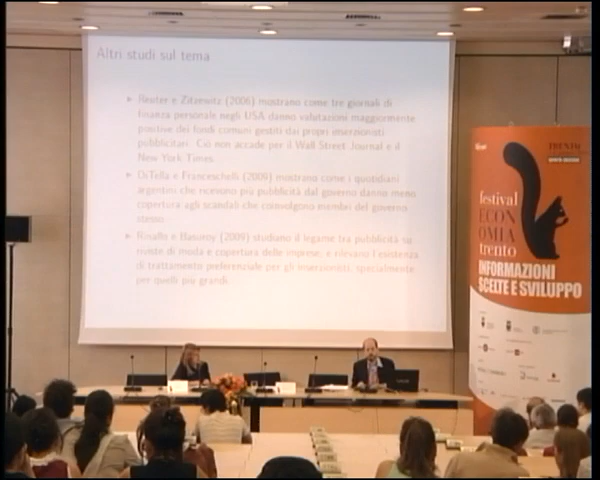 Altri studi sul tema
Reuter e Zitzewitz (2006) mostrano come tre giornali di
finanza personale negli USA danno valutazioni maggiormente
positive dei fondi comuni gestiti dai propri inserzionisti
pubblicitari. Ciò non accade per il Wall Street Journal e il
New York Times.
DiTella e Franceschelli (2009) mostrano come i quotidiani
argentini che ricevono più pubblicità dal governo danno meno
copertura agli scandali che coinvolgono membri del governo
stesso
Rinallo e Basuroy (2009) studiano il legame tra pubblicità su
riviste di moda e copertura delle imprese, e rilevano l'esistenza
di trattamento preferenziale per gli inserzionisti, specialmente
per quelli più grandi.
festival
ECON
OMIA
trento
INFORMAZIONI
SCELTE E SVILUPPO